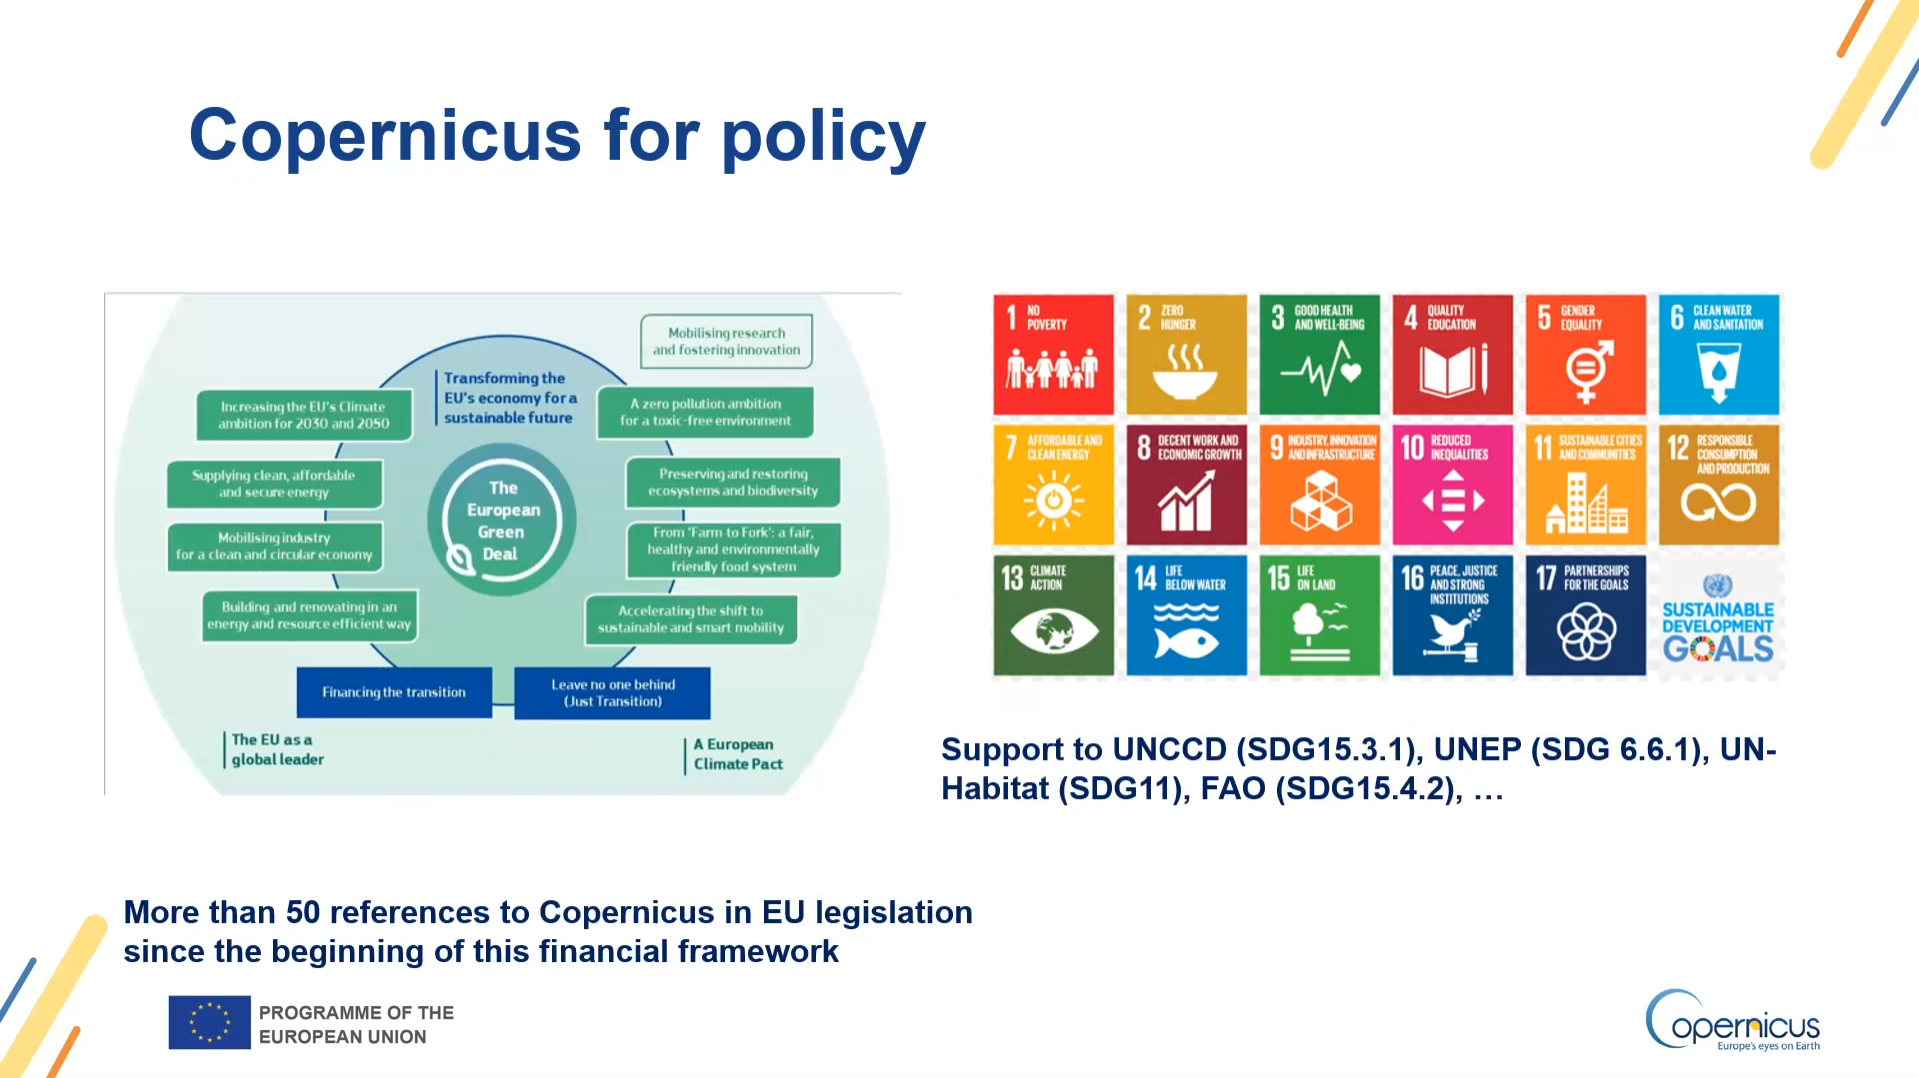 Copernicus for policy
Mobilising research
and fostering innovation
Transforming the
EU's economy for a
sustainable future
Increasing the EU's Climate
ambition for 2030 and 2050
A zero pollution ambition
for a toxic-free environment
Supplying clean, affordable
and secure energy
Preserving and restoring
ecosystems and biodiversity
The
European
Green
Deal
Mobilising industry
for a clean and circular economy
From 'Farm to Fork': a fair,
healthy and environmentally
friendly food system
Building and renovating in an
energy and resource efficient way
Accelerating the shift to
sustainable and smart mobility
Financing the transition
Leave no one behind
(Just Transition)
The EU as a
global leader
A European
Climate Pact
1 NO
POVERTY
2 ZERO
HUNGER
3 GOOD HEALTH
AND WELL-BEING
4 QUALITY
EDUCATION
5 GENDER
EQUALITY
6 CLEAN WATER
AND SANITATION
7 AFFORDABLE AND
CLEAN ENERGY
8 DECENT WORK AND
ECONOMIC GROWTH
9 INDUSTRY, INNOVATION
AND INFRASTRUCTURE
10 REDUCED
INEQUALITIES
11 SUSTAINABLE CITIES
AND COMMUNITIES
12 RESPONSIBLE
CONSUMPTION
AND PRODUCTION
13 CLIMATE
ACTION
14 LIFE
BELOW WATER
15 LIFE
ON LAND
16 PEACE, JUSTICE
AND STRONG
INSTITUTIONS
17 PARTNERSHIPS
FOR THE GOALS
SUSTAINABLE
DEVELOPMENT
GOALS
Support to UNCCD (SDG15.3.1), UNEP (SDG 6.6.1), UN-
Habitat (SDG11), FAO (SDG15.4.2), …
More than 50 references to Copernicus in EU legislation
since the beginning of this financial framework
PROGRAMME OF THE
EUROPEAN UNION
Copernicus
Europe's eyes on Earth